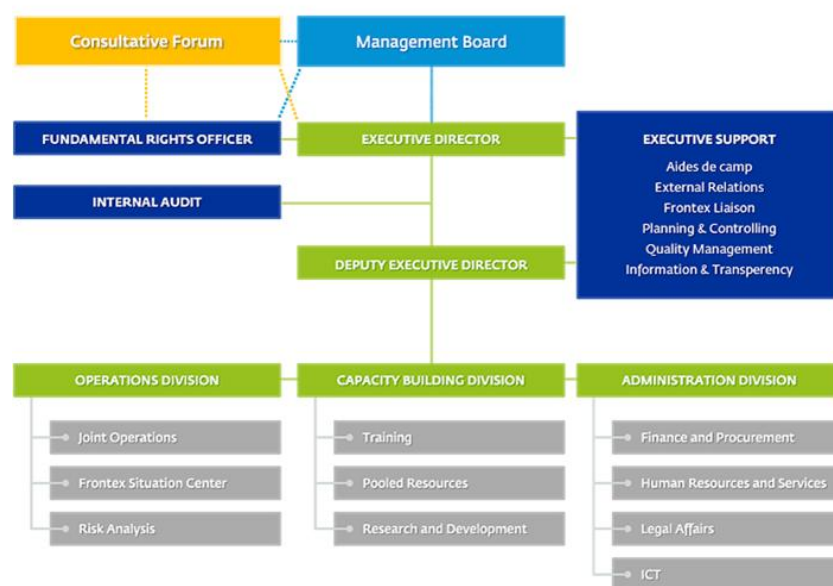 Consultative Forum
Management Board
FUNDAMENTAL RIGHTS OFFICER
EXECUTIVE DIRECTOR
EXECUTIVE SUPPORT
Aides de camp
External Relations
Frontex Liaison
Planning & Controlling
Quality Management
Information & Transperency
INTERNAL AUDIT
DEPUTY EXECUTIVE DIRECTOR
OPERATIONS DIVISION
Joint Operations
Frontex Situation Center
Risk Analysis
CAPACITY BUILDING DIVISION
Training
Pooled Resources
Research and Development
ADMINISTRATION DIVISION
Finance and Procurement
Human Resources and Services
Legal Affairs
ICT